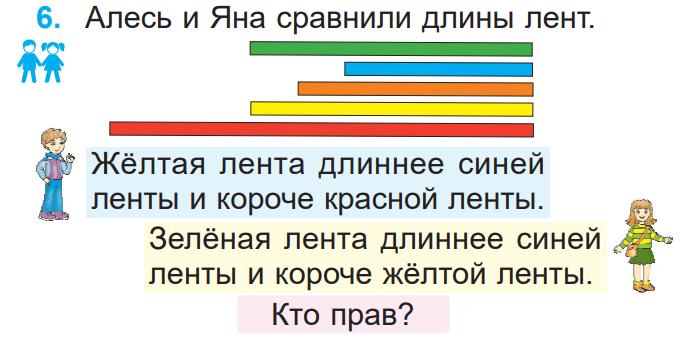 6. Алесь и Яна сравнили длины лент.
Жёлтая лента длиннее синей
ленты и короче красной ленты.
Зелёная лента длиннее синей
ленты и короче жёлтой ленты.
Кто прав?